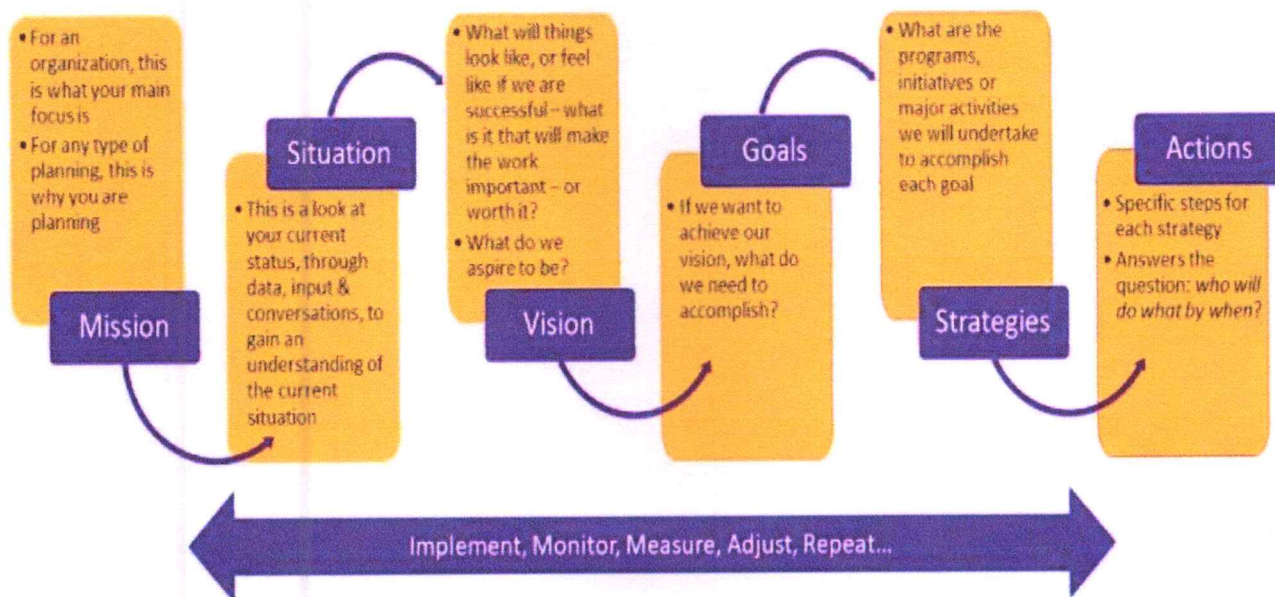 • For an
organization, this
is what your main
focus is
• For any type of
planning, this is
why you are
planning
Mission
Situation
• This is a look at
your current
status, through
data, input &
conversations, to
gain an
understanding of
the current
situation
• What will things
look like, or feel
like if we are
successful – what
is it that will make
the work
important – or
worth it?
• What do we
aspire to be?
Vision
Goals
• If we want to
achieve our
vision, what do
we need to
accomplish?
• What are the
programs,
initiatives or
major activities
we will undertake
to accomplish
each goal
Strategies
Actions
• Specific steps for
each strategy
• Answers the
question: who will
do what by when?
Implement, Monitor, Measure, Adjust, Repeat...